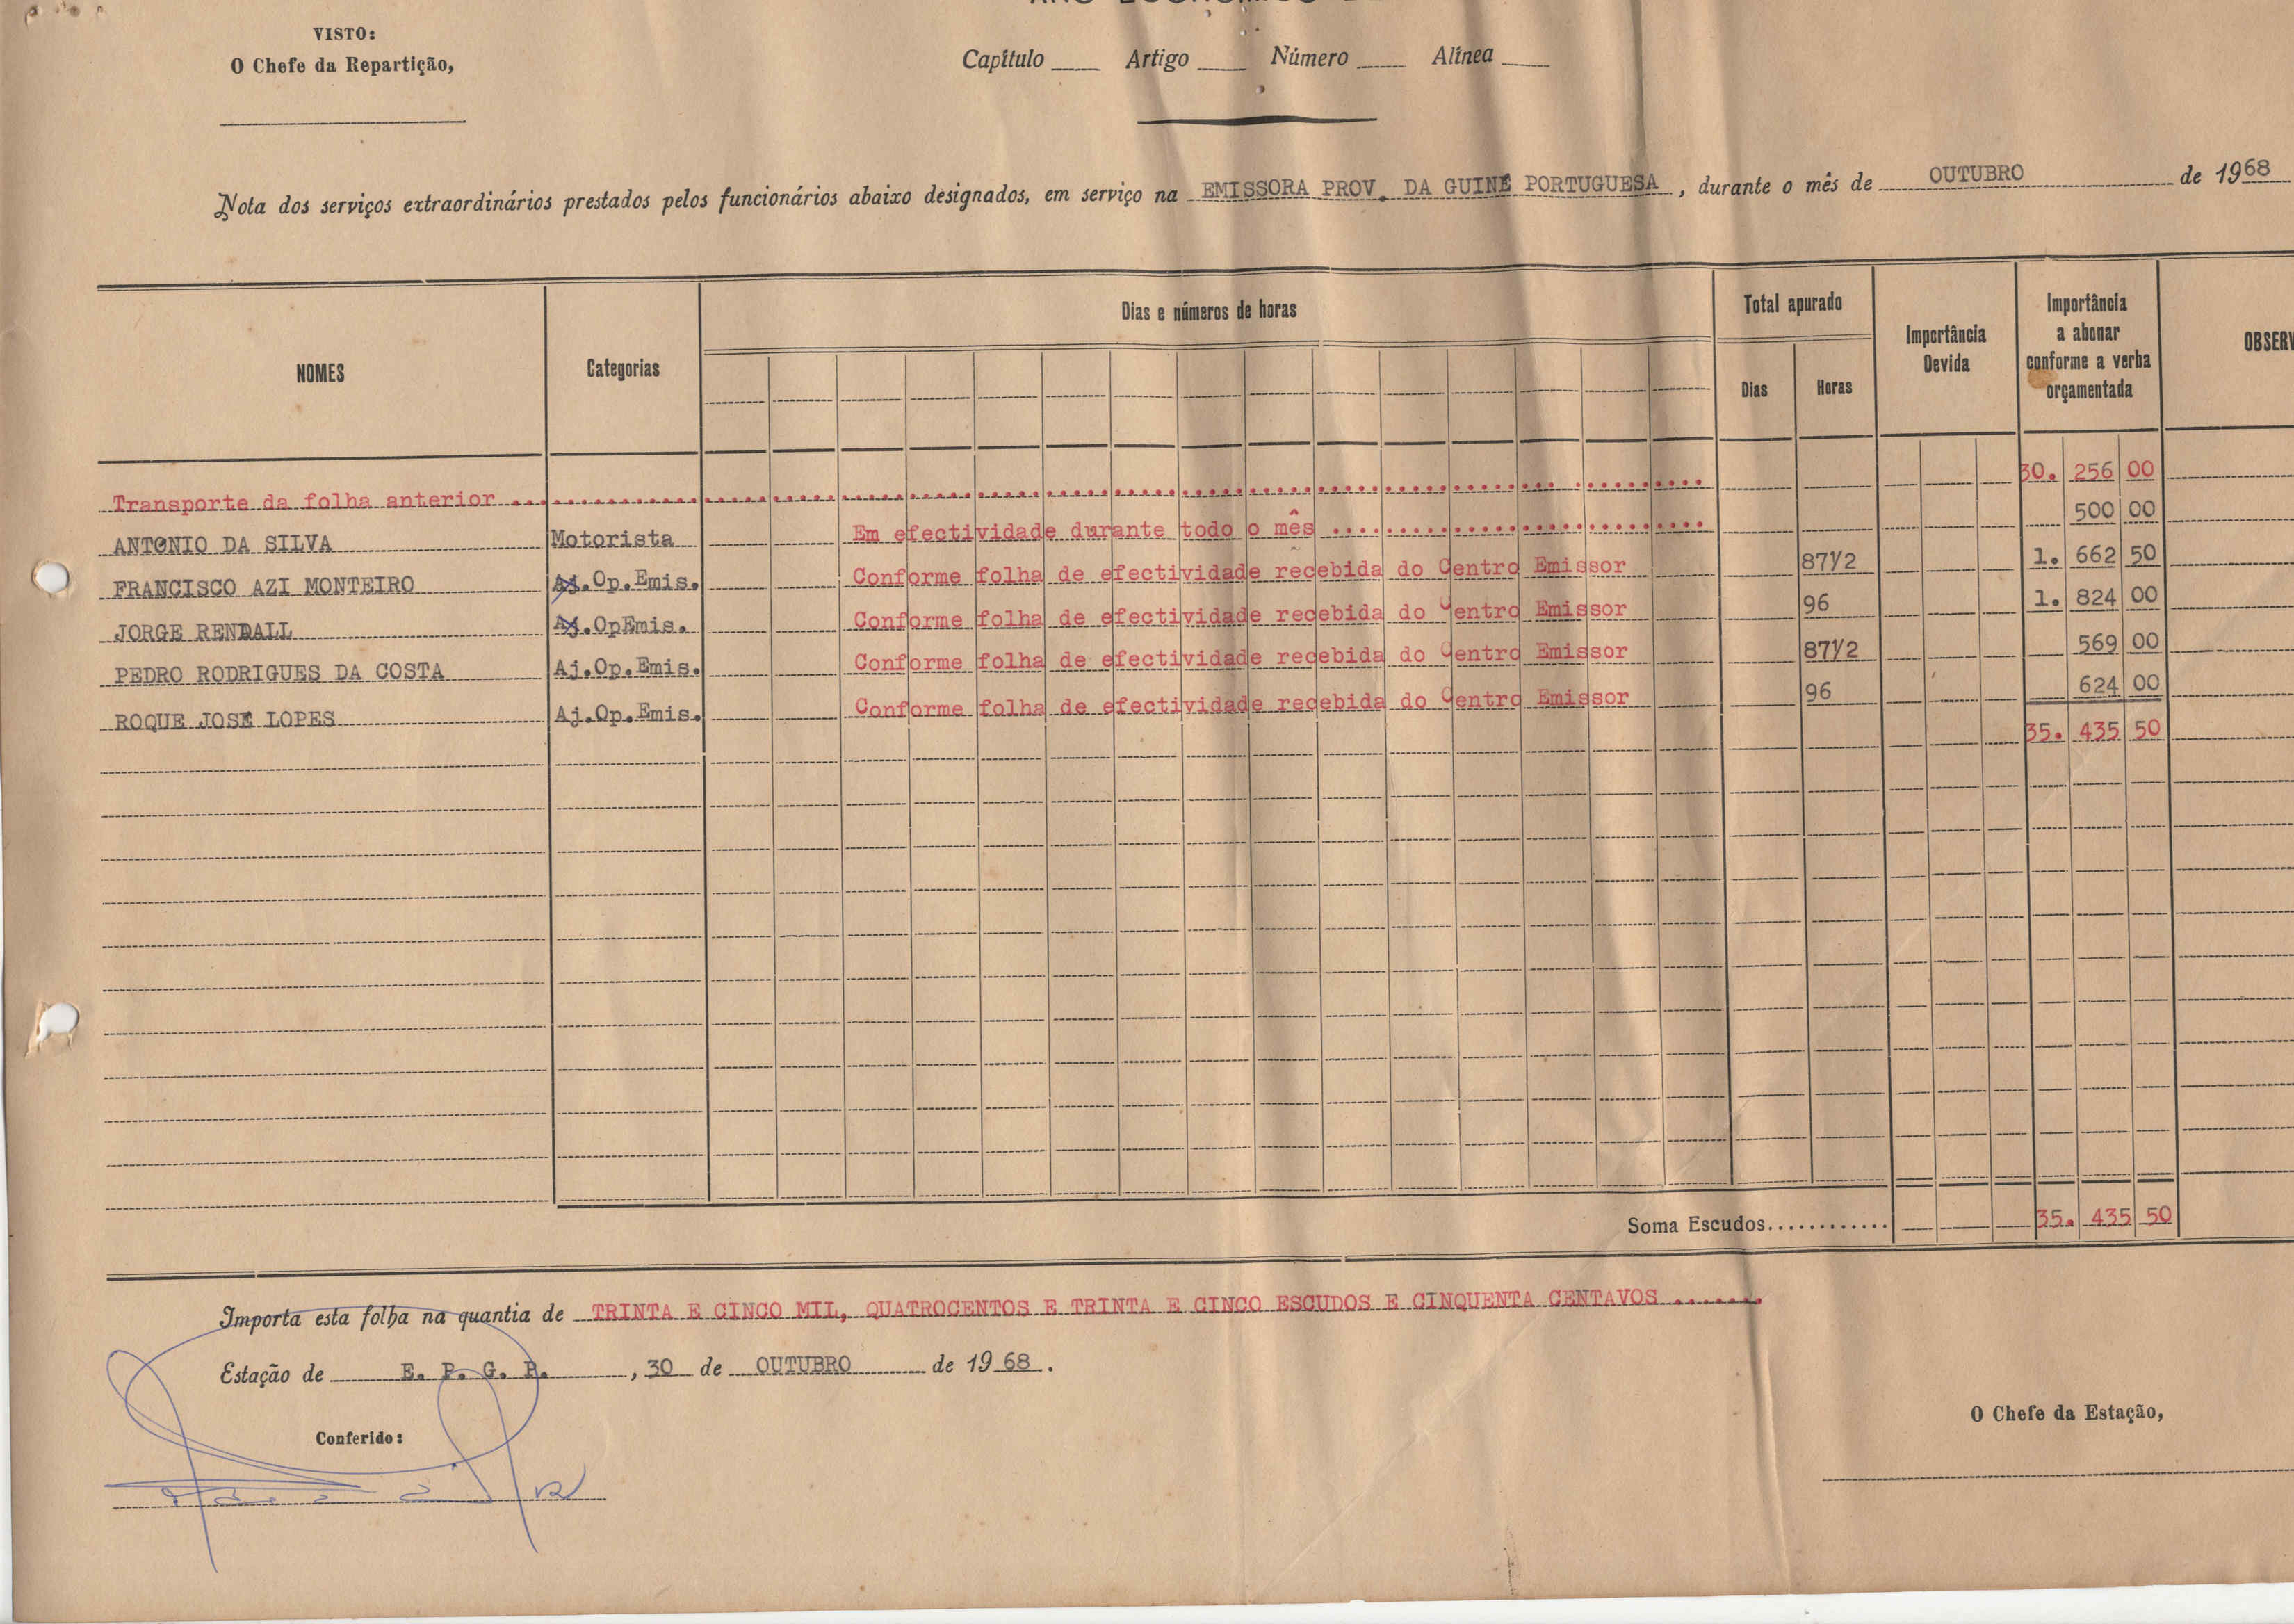 VISTO:
O Chefe da Repartição,
Capítulo Artigo Número Alínea
Nota dos serviços extraordinários prestados pelos funcionários abaixo designados, em serviço na EMISSORA PROV. DA GUINÉ PORTUGUESA, durante o mês de OUTUBRO de 1968
NOMES Categorias Dias e números de horas Total apurado Dias Horas Importância Devida Importância a abonar conforme a verba orçamentada
Transporte da folha anterior ........ 30. 256 00
ANTONIO DA SILVA Motorista Em efectividade durante todo o mês ........ 500 00
FRANCISCO AZI MONTEIRO Aj.Op.Emis. Conforme folha de efectividade recebida do Centro Emissor 871/2 1. 662 50
JORGE RENDALL Aj.OpEmis. Conforme folha de efectividade recebida do Centro Emissor 96 1. 824 00
PEDRO RODRIGUES DA COSTA Aj.Op.Emis. Conforme folha de efectividade recebida do Centro Emissor 871/2 569 00
ROQUE JOSÉ LOPES Aj.Op.Emis. Conforme folha de efectividade recebida do Centro Emissor 96 624 00
35. 435 50
Soma Escudos............ 35. 435 50
Importa esta folha na quantia de TRINTA E CINCO MIL, QUATROCENTOS E TRINTA E CINCO ESCUDOS E CINQUENTA CENTAVOS .......
Estação de E. P. G. P. , 30 de OUTUBRO de 1968.
O Chefe da Estação,
Conferido: